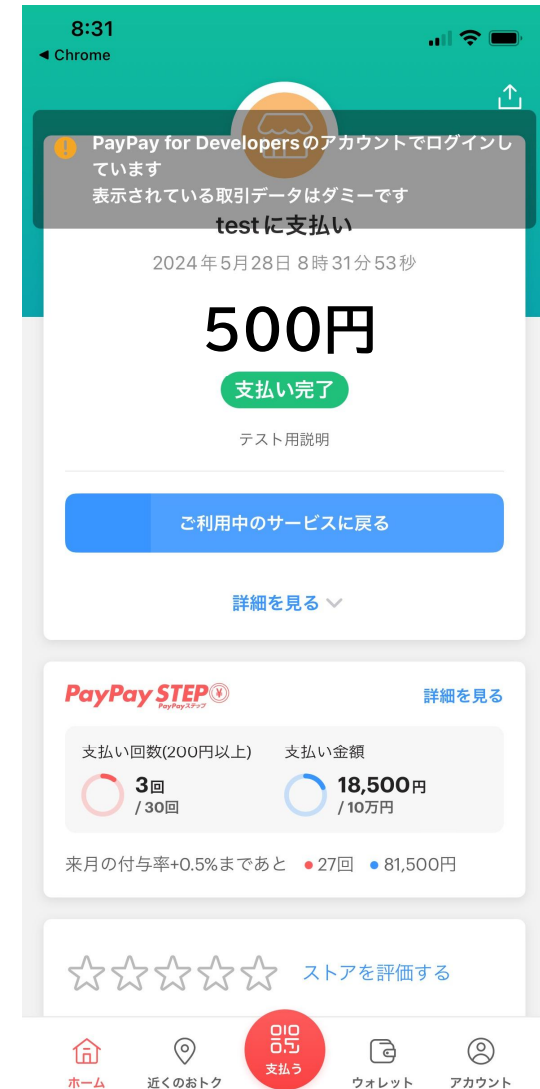 8:31
◀ Chrome
PayPay for Developersのアカウントでログインし
ています
表示されている取引データはダミーです
testに支払い
2024年5月28日 8時31分53秒
500円
支払い完了
テスト用説明
ご利用中のサービスに戻る
詳細を見る
PayPay STEP
PayPayステップ
詳細を見る
支払い回数(200円以上) 支払い金額
3回 18,500円
/ 30回 / 10万円
来月の付与率+0.5%まであと ●27回 ●81,500円
ストアを評価する
支払う
ホーム 近くのおトク ウォレット アカウント